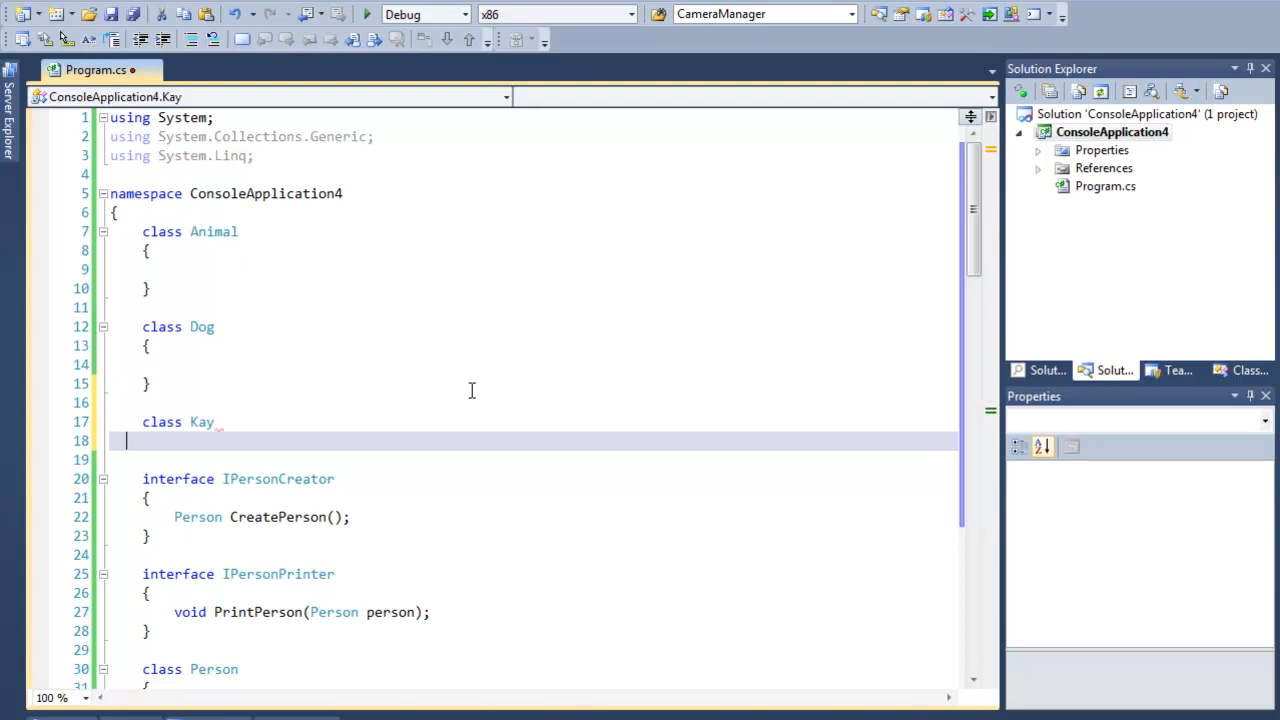 Debug x86 CameraManager
Program.cs
Server Explorer
ConsoleApplication4.Kay
1 using System;
2 using System.Collections.Generic;
3 using System.Linq;
4
5 namespace ConsoleApplication4
6 {
7 class Animal
8 {
9
10 }
11
12 class Dog
13 {
14
15 }
16
17 class Kay
18
19
20 interface IPersonCreator
21 {
22 Person CreatePerson();
23 }
24
25 interface IPersonPrinter
26 {
27 void PrintPerson(Person person);
28 }
29
30 class Person
31 {
100 %
Solution Explorer
Solution 'ConsoleApplication4' (1 project)
ConsoleApplication4
Properties
References
Program.cs
Solut... Solut... Tea... Class...
Properties